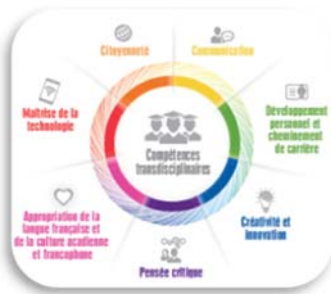 Citoyenneté
Communication
Maîtrise de la
technologie
Développement
personnel et
cheminement
de carrière
Compétences
transdisciplinaires
Appropriation de la
langue française et
de la culture acadienne
et francophone
Créativité et
innovation
Pensée critique